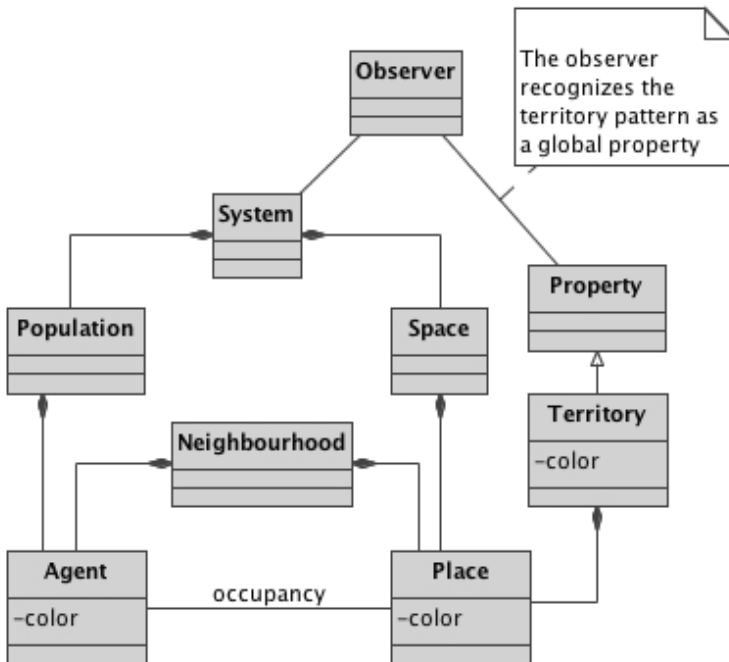 Observer
The observer
recognizes the
territory pattern as
a global property
System
Property
Population
Space
Territory
-color
Neighbourhood
Agent
-color
occupancy
Place
-color